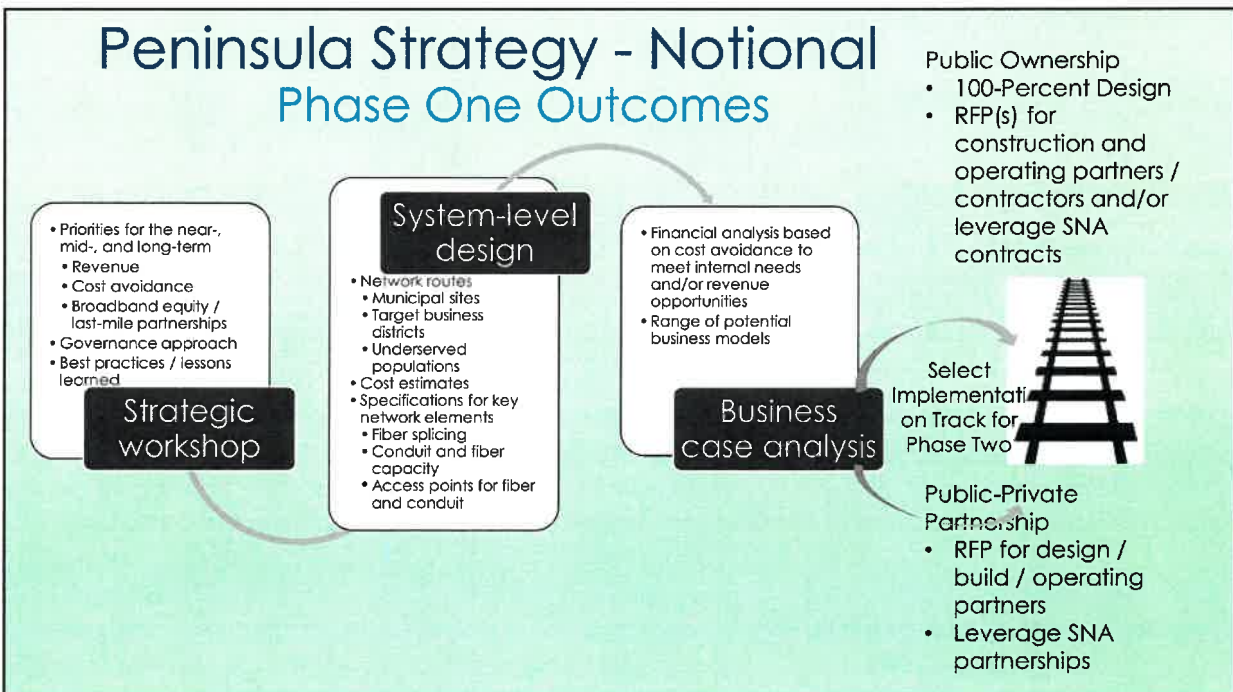 Peninsula Strategy - Notional
Phase One Outcomes
• Priorities for the near-,
mid-, and long-term
• Revenue
• Cost avoidance
• Broadband equity /
last-mile partnerships
• Governance approach
• Best practices / lessons
learned
Strategic
workshop
System-level
design
• Network routes
• Municipal sites
• Target business
districts
• Underserved
populations
• Cost estimates
• Specifications for key
network elements
• Fiber splicing
• Conduit and fiber
capacity
• Access points for fiber
and conduit
• Financial analysis based
on cost avoidance to
meet internal needs
and/or revenue
opportunities
• Range of potential
business models
Business
case analysis
Public Ownership
• 100-Percent Design
• RFP(s) for
construction and
operating partners /
contractors and/or
leverage SNA
contracts
Select
Implementati
on Track for
Phase Two
Public-Private
Partnership
• RFP for design /
build / operating
partners
• Leverage SNA
partnerships